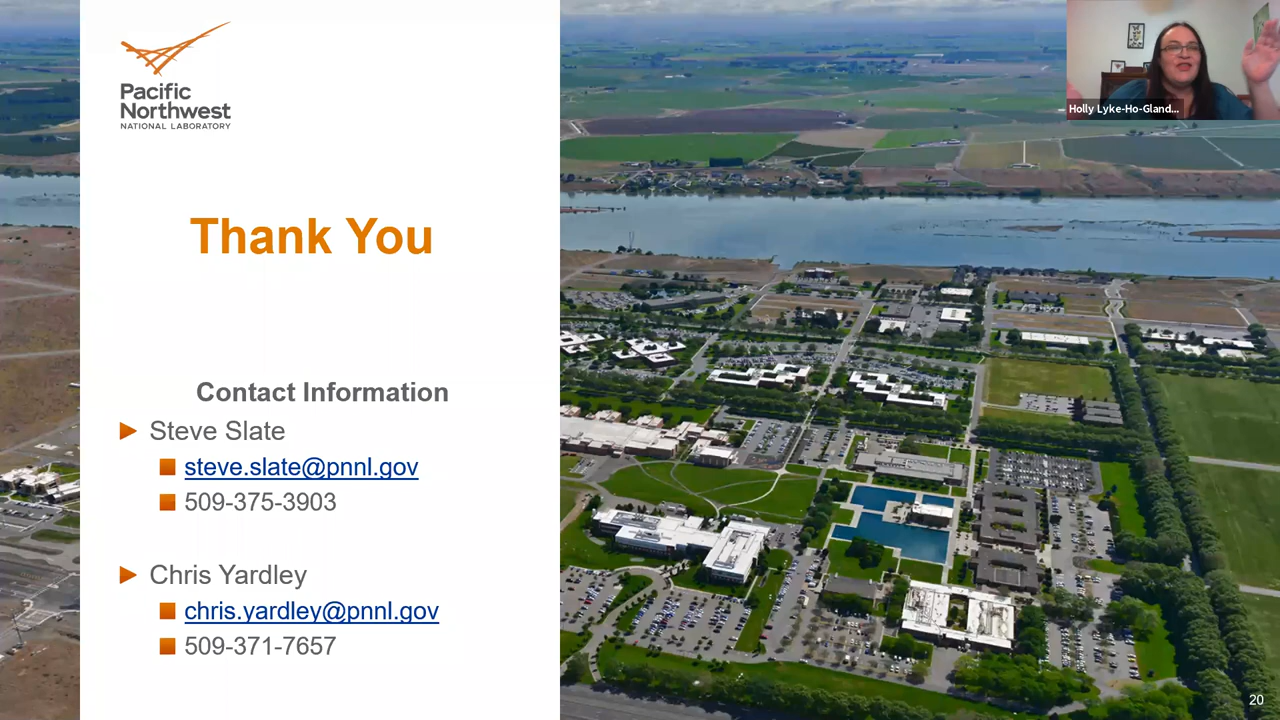 Pacific
Northwest
NATIONAL LABORATORY
Thank You
Contact Information
Steve Slate
steve.slate@pnnl.gov
509-375-3903
Chris Yardley
chris.yardley@pnnl.gov
509-371-7657
Holly Lyke-Ho-Gland...
20